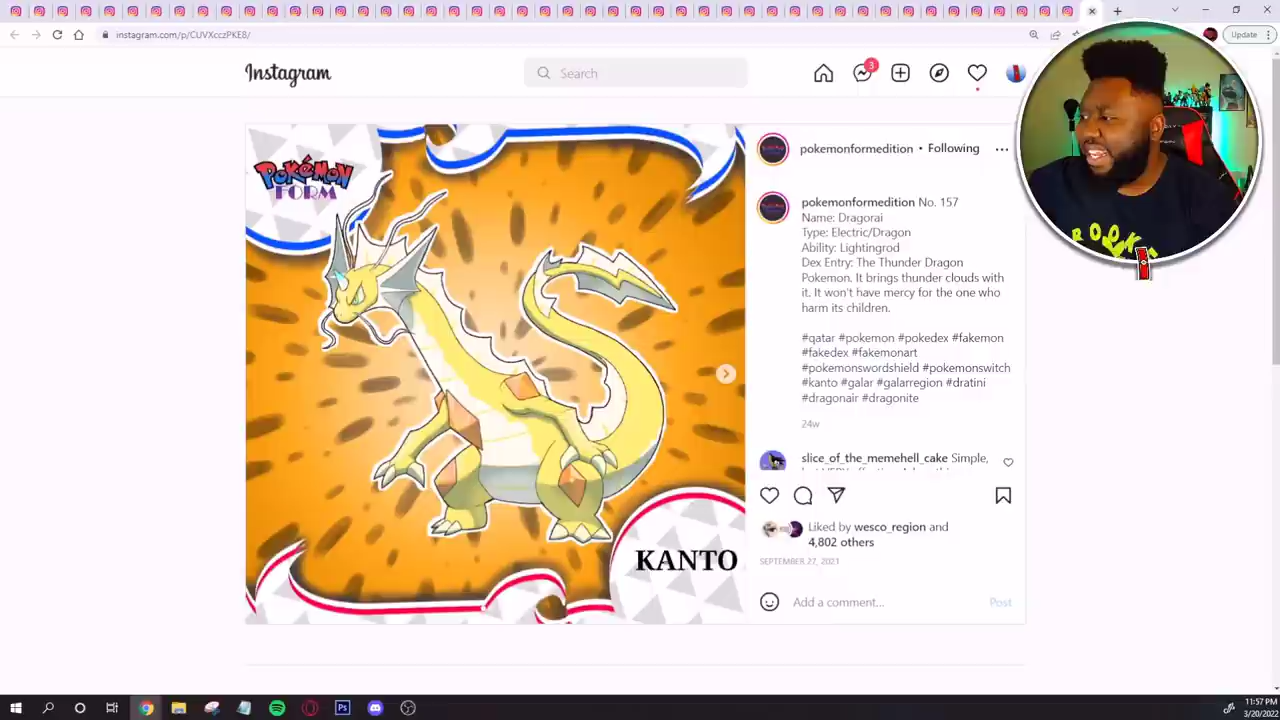 instagram.com/p/CUVXcczPKE8/
Update
Instagram
Search
3
POKéMON
FORM
KANTO
pokemonformedition • Following
pokemonformedition No. 157
Name: Dragorai
Type: Electric/Dragon
Ability: Lightingrod
Dex Entry: The Thunder Dragon
Pokemon. It brings thunder clouds with
it. It won't have mercy for the one who
harm its children.
#qatar #pokemon #pokedex #fakemon
#fakedex #fakemonart
#pokemonswordshield #pokemonswitch
#kanto #galar #galarregion #dratini
#dragonair #dragonite
24w
slice_of_the_memehell_cake Simple,
Liked by wesco_region and
4,802 others
SEPTEMBER 27, 2021
Add a comment...
Post
Ps
11:57 PM
3/20/2022